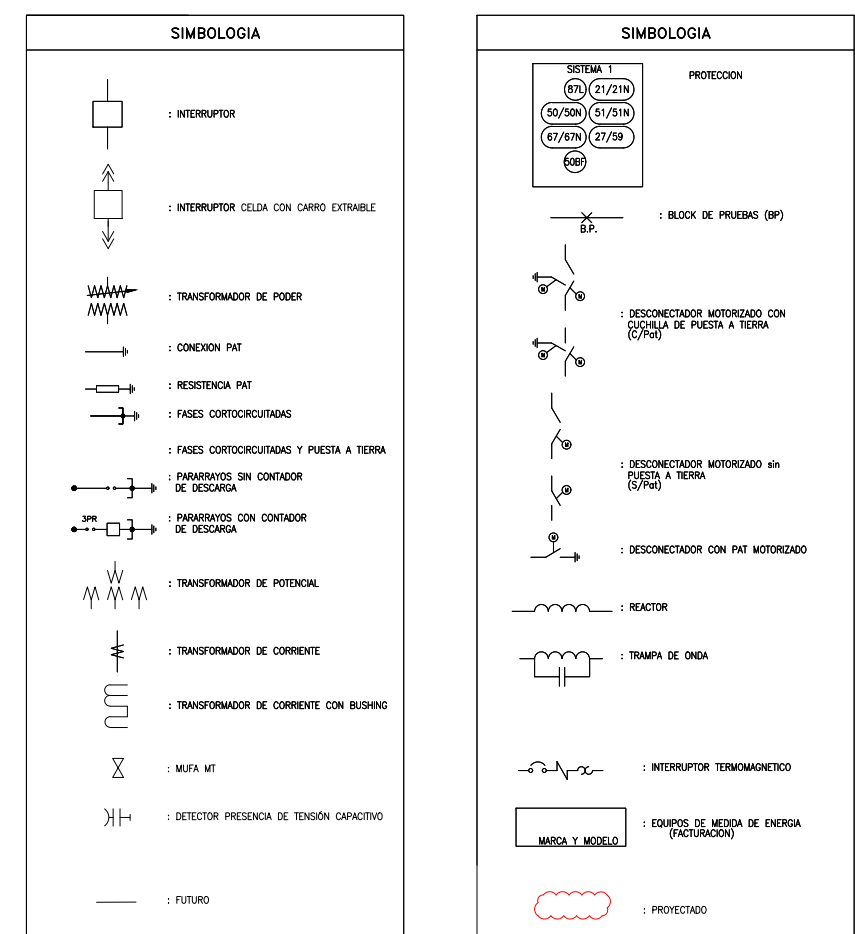 SIMBOLOGIA
: INTERRUPTOR
: INTERRUPTOR CELDA CON CARRO EXTRAIBLE
: TRANSFORMADOR DE PODER
: CONEXION PAT
: RESISTENCIA PAT
: FASES CORTOCIRCUITADAS
: FASES CORTOCIRCUITADAS Y PUESTA A TIERRA
: PARARRAYOS SIN CONTADOR
DE DESCARGA
3PR
: PARARRAYOS CON CONTADOR
DE DESCARGA
: TRANSFORMADOR DE POTENCIAL
: TRANSFORMADOR DE CORRIENTE
: TRANSFORMADOR DE CORRIENTE CON BUSHING
: MUFA MT
: DETECTOR PRESENCIA DE TENSIÓN CAPACITIVO
: FUTURO
SIMBOLOGIA
SISTEMA 1
PROTECCION
87L 21/21N
50/50N 51/51N
67/67N 27/59
50BF
: BLOCK DE PRUEBAS (BP)
B.P.
M M
: DESCONECTADOR MOTORIZADO CON
CUCHILLA DE PUESTA A TIERRA
(C/Pat)
M M
M
: DESCONECTADOR MOTORIZADO sin
PUESTA A TIERRA
(S/Pat)
M
M
: DESCONECTADOR CON PAT MOTORIZADO
: REACTOR
: TRAMPA DE ONDA
: INTERRUPTOR TERMOMAGNETICO
: EQUIPOS DE MEDIDA DE ENERGIA
(FACTURACION)
MARCA Y MODELO
: PROYECTADO